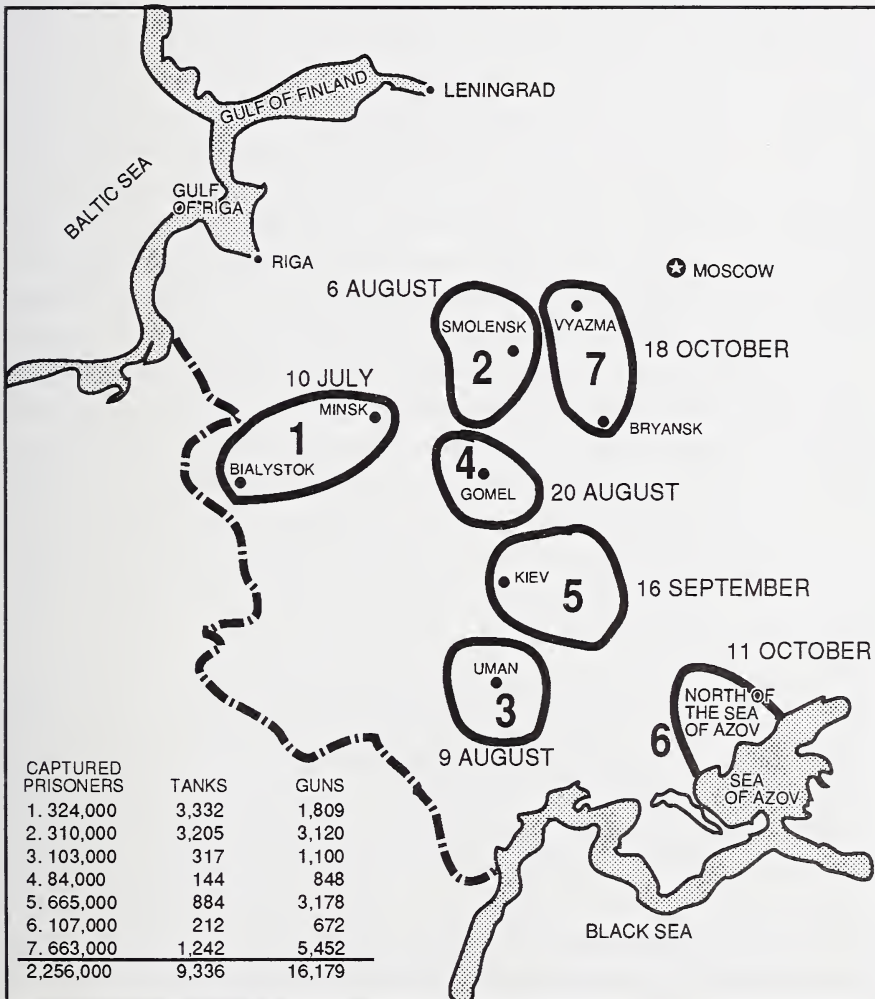 GULF OF FINLAND
LENINGRAD
BALTIC SEA
GULF
OF RIGA
RIGA
MOSCOW
6 AUGUST
SMOLENSK
2
VYAZMA
7
18 OCTOBER
BRYANSK
10 JULY
MINSK
1
BIALYSTOK
4
GOMEL
20 AUGUST
KIEV
5
16 SEPTEMBER
UMAN
3
9 AUGUST
11 OCTOBER
NORTH OF
THE SEA
OF AZOV
6
SEA
OF AZOV
BLACK SEA
CAPTURED
PRISONERS TANKS GUNS
1. 324,000 3,332 1,809
2. 310,000 3,205 3,120
3. 103,000 317 1,100
4. 84,000 144 848
5. 665,000 884 3,178
6. 107,000 212 672
7. 663,000 1,242 5,452
2,256,000 9,336 16,179